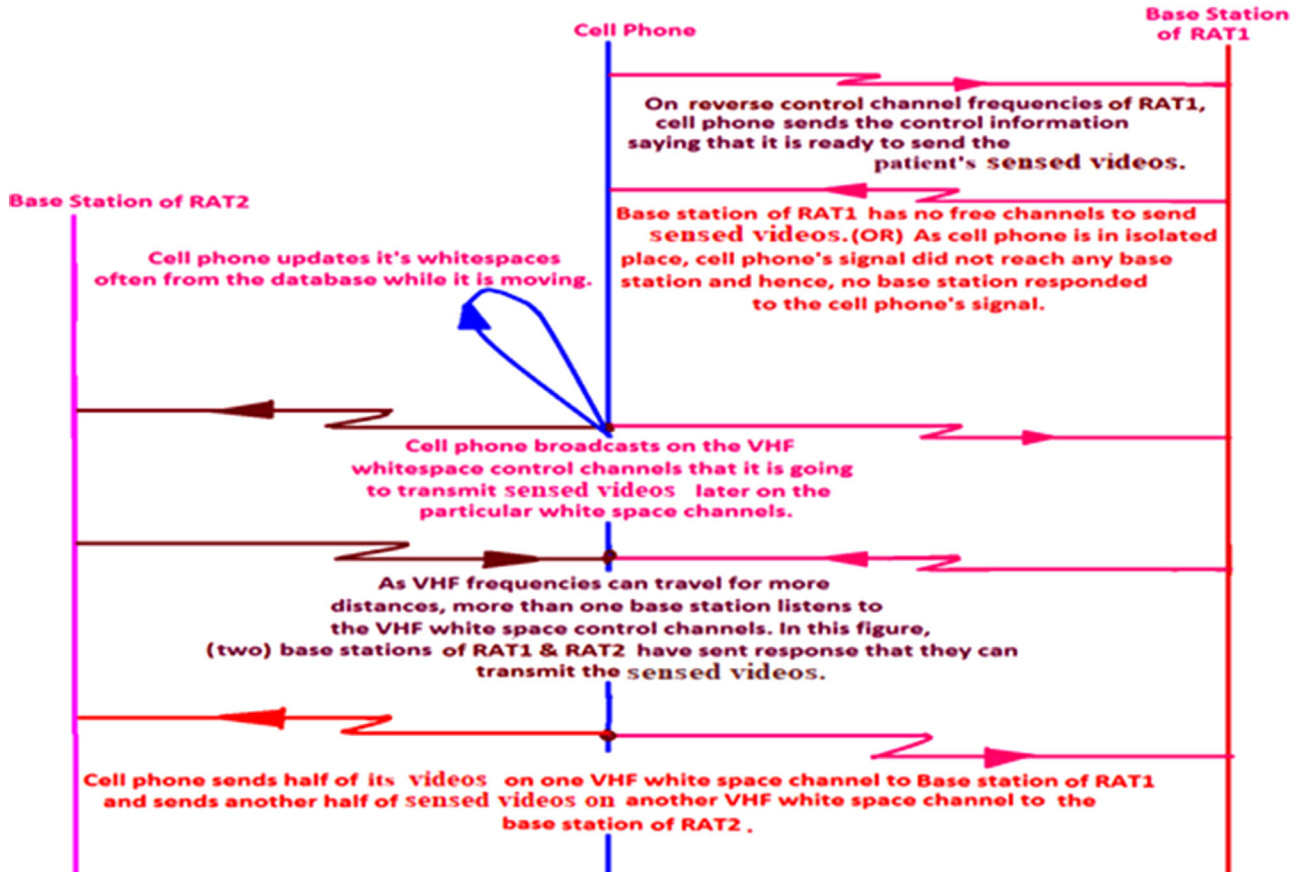 Cell Phone
Base Station
of RAT1
On reverse control channel frequencies of RAT1,
cell phone sends the control information
saying that it is ready to send the
patient's sensed videos.
Base Station of RAT2
Base station of RAT1 has no free channels to send
sensed videos.(OR) As cell phone is in isolated
place, cell phone's signal did not reach any base
station and hence, no base station responded
to the cell phone's signal.
Cell phone updates it's whitespaces
often from the database while it is moving.
Cell phone broadcasts on the VHF
whitespace control channels that it is going
to transmit sensed videos later on the
particular white space channels.
As VHF frequencies can travel for more
distances, more than one base station listens to
the VHF white space control channels. In this figure,
(two) base stations of RAT1 & RAT2 have sent response that they can
transmit the sensed videos.
Cell phone sends half of its videos on one VHF white space channel to Base station of RAT1
and sends another half of sensed videos on another VHF white space channel to the
base station of RAT2 .